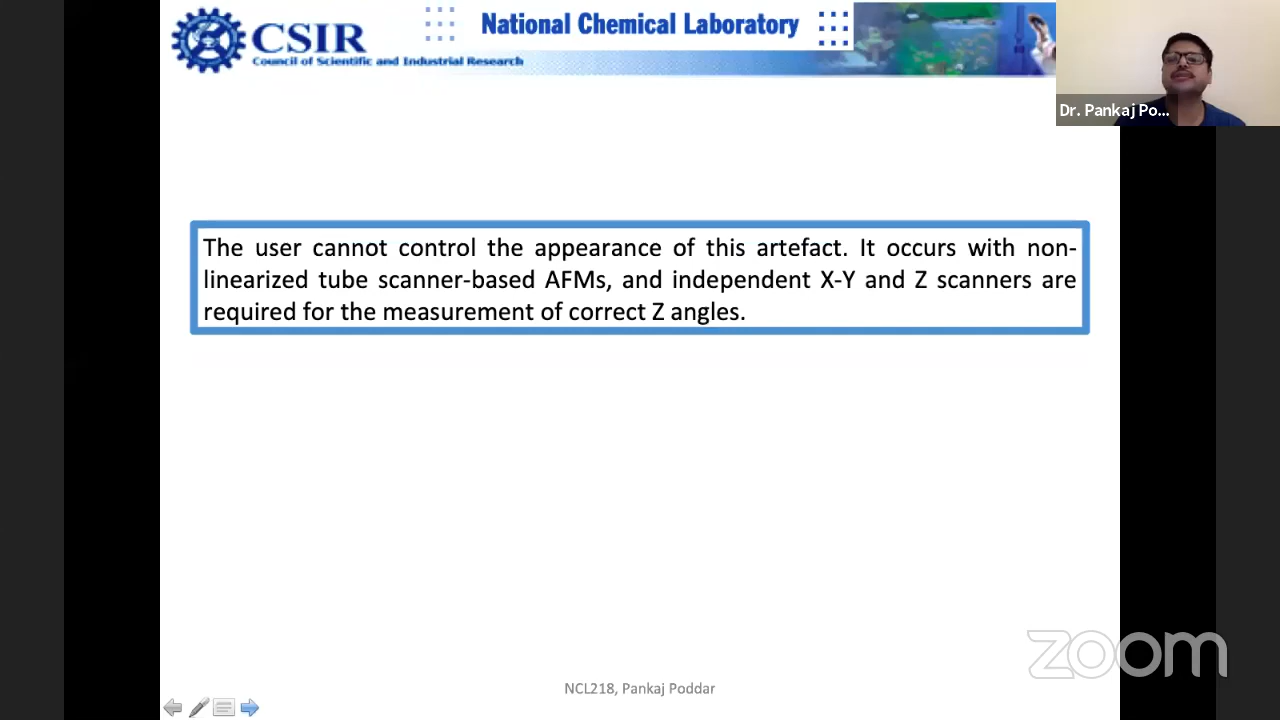 CSIR
Council of Scientific and Industrial Research
National Chemical Laboratory
Dr. Pankaj Po...
The user cannot control the appearance of this artefact. It occurs with non-
linearized tube scanner-based AFMs, and independent X-Y and Z scanners are
required for the measurement of correct Z angles.
zoom
NCL218, Pankaj Poddar